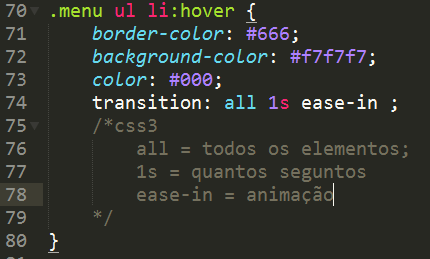 70 .menu ul li:hover {
71 border-color: #666;
72 background-color: #f7f7f7;
73 color: #000;
74 transition: all 1s ease-in ;
75 /*css3
76 all = todos os elementos;
77 1s = quantos seguntos
78 ease-in = animação
79 */
80 }